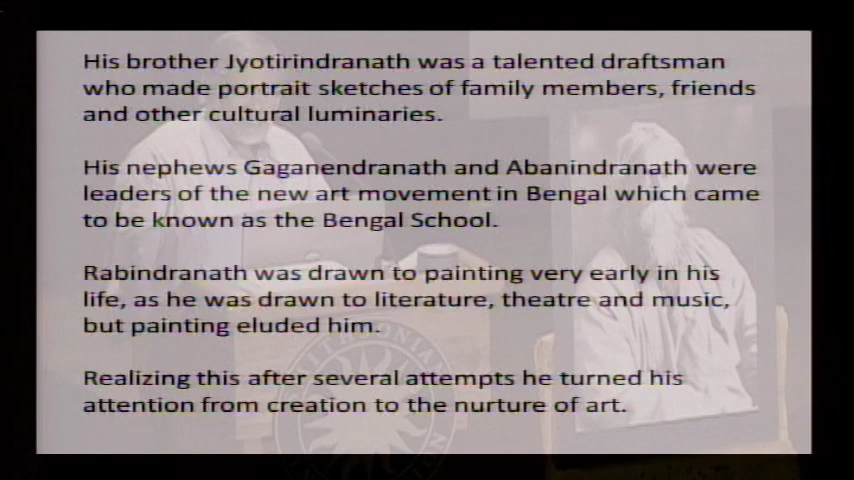 His brother Jyotirindranath was a talented draftsman
who made portrait sketches of family members, friends
and other cultural luminaries.
His nephews Gaganendranath and Abanindranath were
leaders of the new art movement in Bengal which came
to be known as the Bengal School.
Rabindranath was drawn to painting very early in his
life, as he was drawn to literature, theatre and music,
but painting eluded him.
Realizing this after several attempts he turned his
attention from creation to the nurture of art.